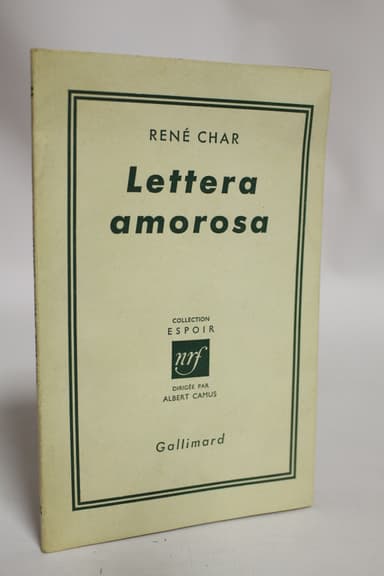 RENÉ CHAR
Lettera
amorosa
COLLECTION
ESPOIR
nrf
DIRIGÉE PAR
ALBERT CAMUS
Gallimard